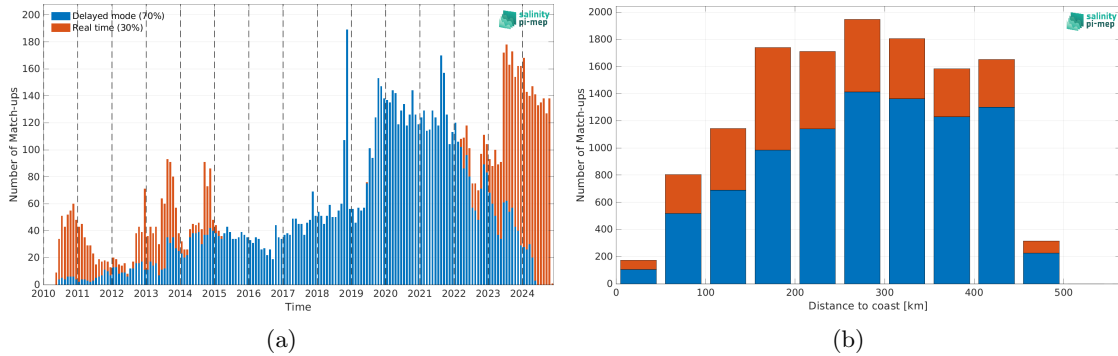 Delayed mode (70%)
Real time (30%)
salinity
pi-mep
Number of Match-ups
200
180
160
140
120
100
80
60
40
20
0
2010 2011 2012 2013 2014 2015 2016 2017 2018 2019 2020 2021 2022 2023 2024
Time
(a)
salinity
pi-mep
Number of Match-ups
2000
1800
1600
1400
1200
1000
800
600
400
200
0
0 100 200 300 400 500
Distance to coast [km]
(b)